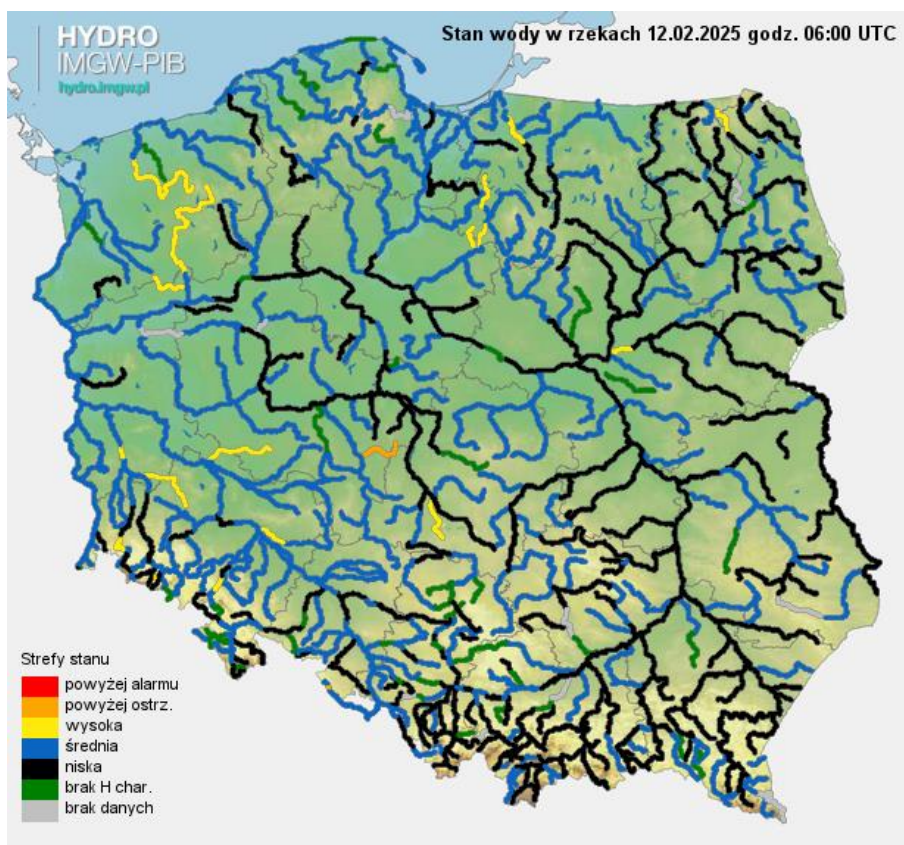 HYDRO
IMGW-PIB
hydro.imgw.pl
Stan wody w rzekach 12.02.2025 godz. 06:00 UTC
Strefy stanu
powyżej alarmu
powyżej ostrz.
wysoka
średnia
niska
brak H char.
brak danych